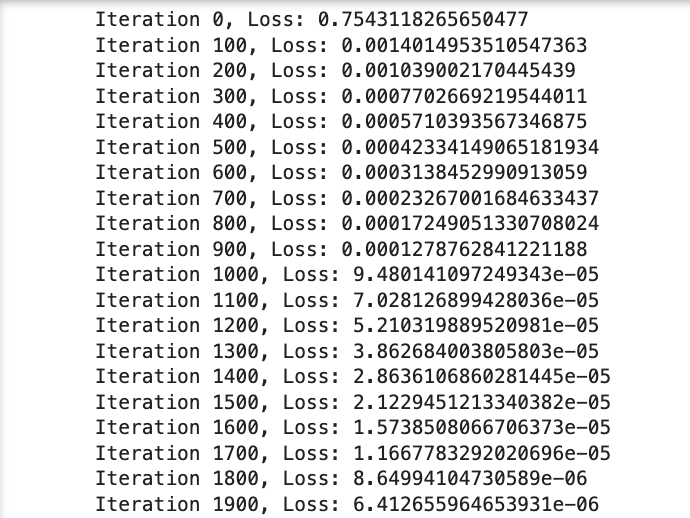 Iteration 0, Loss: 0.7543118265650477
Iteration 100, Loss: 0.0014014953510547363
Iteration 200, Loss: 0.001039002170445439
Iteration 300, Loss: 0.0007702669219544011
Iteration 400, Loss: 0.0005710393567346875
Iteration 500, Loss: 0.00042334149065181934
Iteration 600, Loss: 0.0003138452990913059
Iteration 700, Loss: 0.00023267001684633437
Iteration 800, Loss: 0.00017249051330708024
Iteration 900, Loss: 0.0001278762841221188
Iteration 1000, Loss: 9.480141097249343e-05
Iteration 1100, Loss: 7.028126899428036e-05
Iteration 1200, Loss: 5.210319889520981e-05
Iteration 1300, Loss: 3.862684003805803e-05
Iteration 1400, Loss: 2.8636106860281445e-05
Iteration 1500, Loss: 2.1229451213340382e-05
Iteration 1600, Loss: 1.5738508066706373e-05
Iteration 1700, Loss: 1.1667783292020696e-05
Iteration 1800, Loss: 8.64994104730589e-06
Iteration 1900, Loss: 6.412655964653931e-06